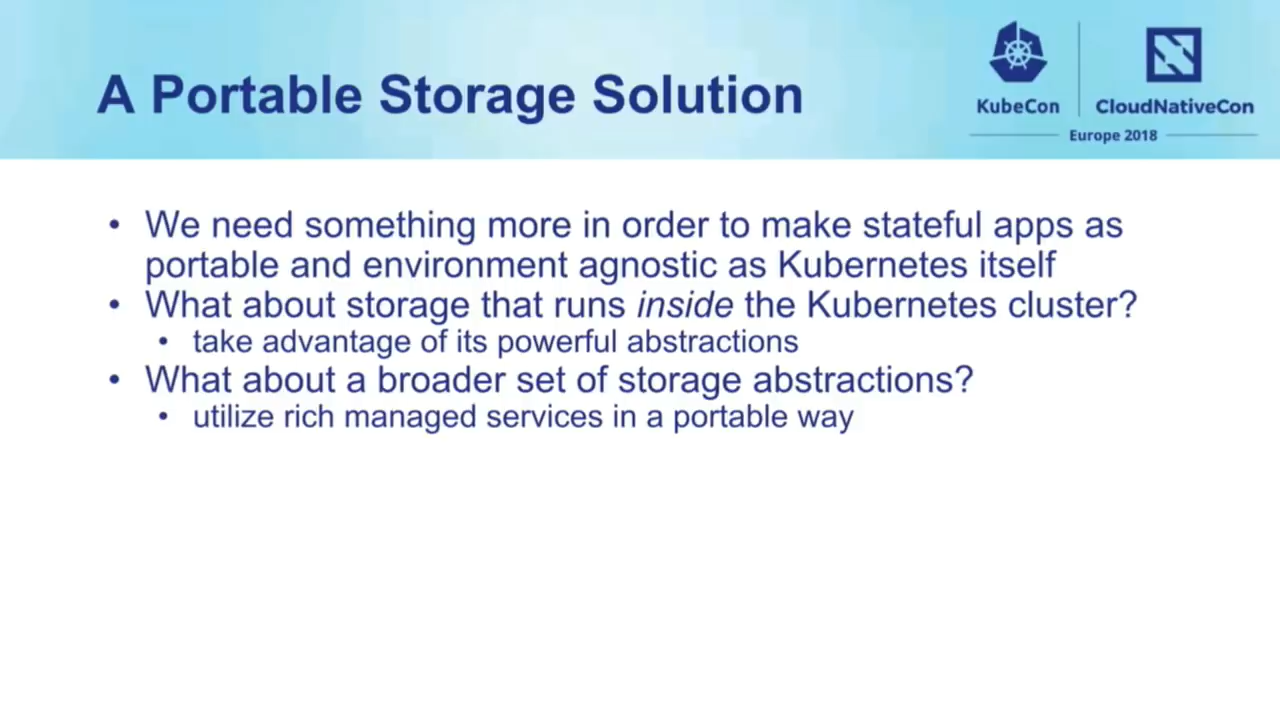 A Portable Storage Solution
KubeCon
CloudNativeCon
Europe 2018
• We need something more in order to make stateful apps as
portable and environment agnostic as Kubernetes itself
• What about storage that runs inside the Kubernetes cluster?
• take advantage of its powerful abstractions
• What about a broader set of storage abstractions?
• utilize rich managed services in a portable way